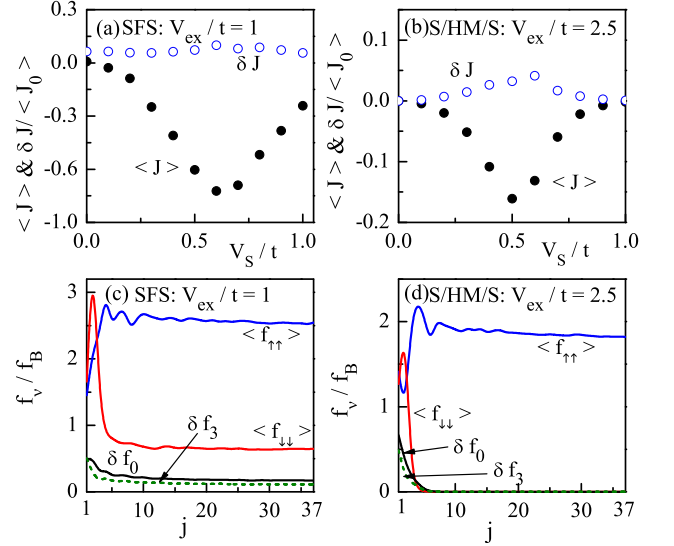 (a) SFS: V_ex / t = 1
< J > & δ J / < J_0 >
0.3
0.0
-0.3
-0.6
-1.0
δ J
< J >
0.0 0.5 1.0
V_S / t
(b) S/HM/S: V_ex / t = 2.5
< J > & δ J / < J_0 >
0.1
0.0
-0.1
-0.2
δ J
< J >
0.0 0.5 1.0
V_S / t
(c) SFS: V_ex / t = 1
f_ν / f_B
3
2
1
0
< f_↑↑ >
< f_↓↓ >
δ f_3
δ f_0
1 10 20 30 37
j
(d) S/HM/S: V_ex / t = 2.5
f_ν / f_B
2
1
0
< f_↑↑ >
< f_↓↓ >
δ f_0
δ f_3
1 10 20 30 37
j